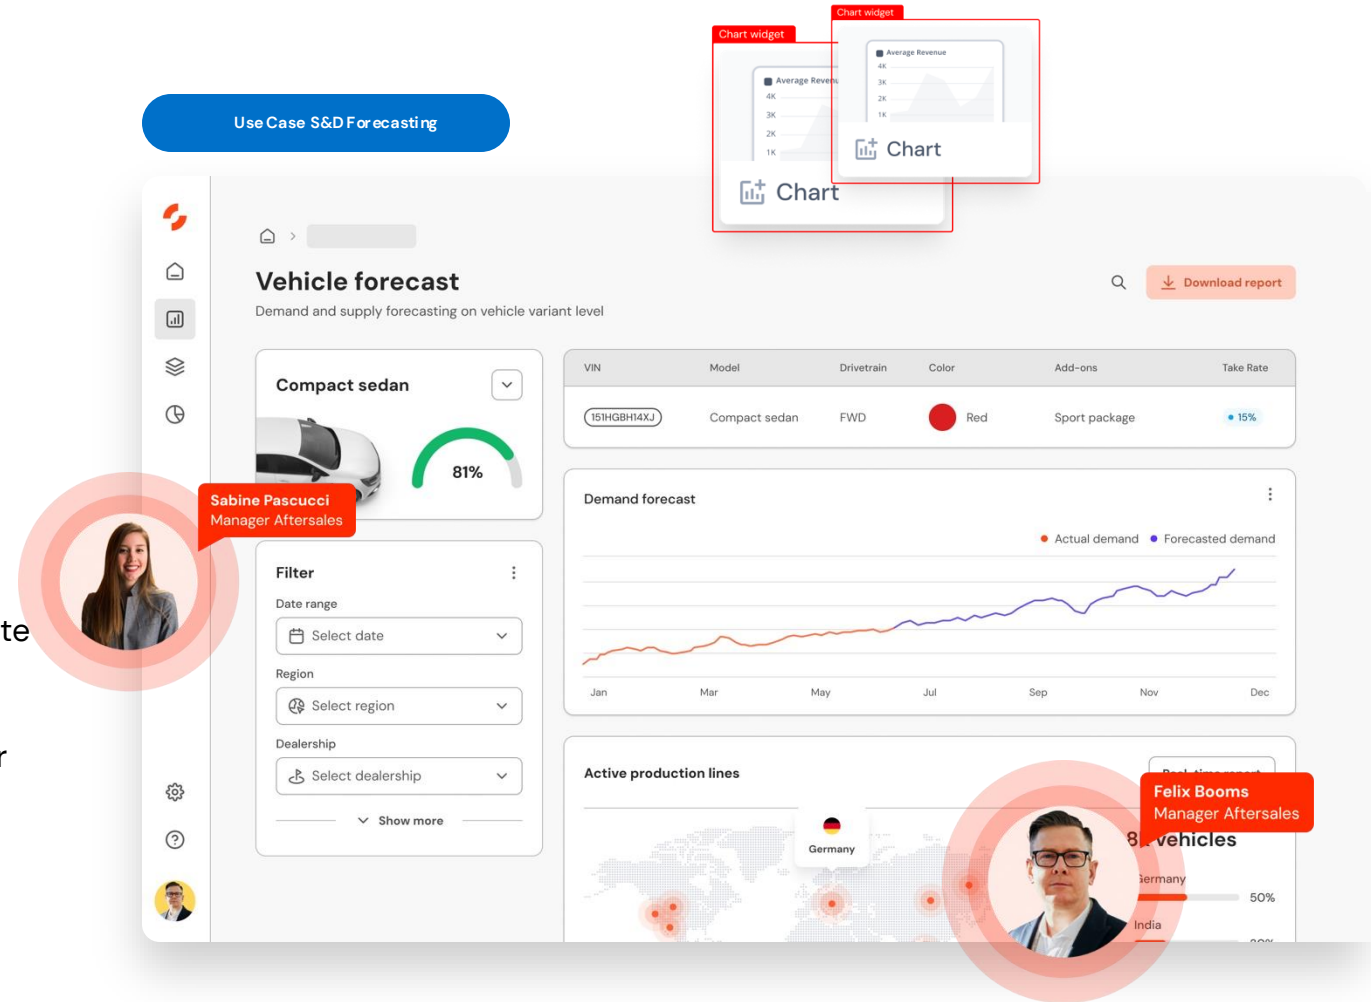 Chart widget
Average Revenue
4K
3K
2K
1K
Chart
Chart widget
4K
3K
2K
1K
Chart
Use Case S&D Forecasting
Vehicle forecast
Demand and supply forecasting on vehicle variant level
Download report
Compact sedan
81%
VIN Model Drivetrain Color Add-ons Take Rate
151HGBH14XJ Compact sedan FWD Red Sport package 15%
Sabine Pascucci
Manager Aftersales
te
r
Filter
Date range
Select date
Region
Select region
Dealership
Select dealership
Show more
Demand forecast
Actual demand Forecasted demand
Jan Mar May Jul Sep Nov Dec
Active production lines
Germany
Felix Booms
Manager Aftersales
vehicles
Germany
50%
India